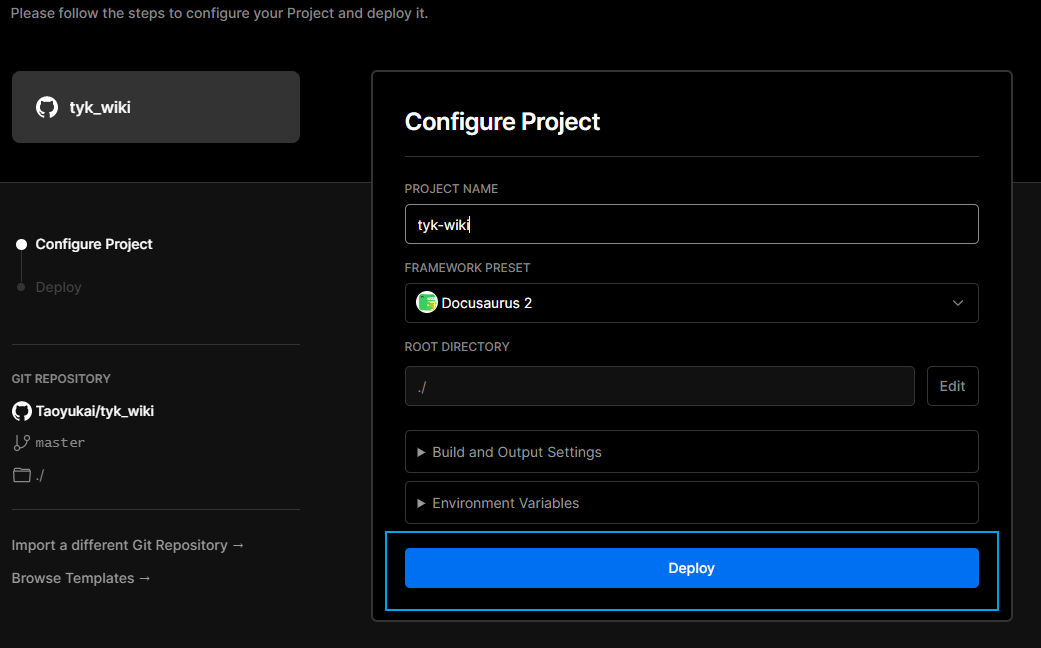 Please follow the steps to configure your Project and deploy it.
tyk_wiki
Configure Project
Deploy
GIT REPOSITORY
Taoyukai/tyk_wiki
master
./
Import a different Git Repository →
Browse Templates →
Configure Project
PROJECT NAME
tyk-wiki
FRAMEWORK PRESET
Docusaurus 2
ROOT DIRECTORY
./
Edit
Build and Output Settings
Environment Variables
Deploy